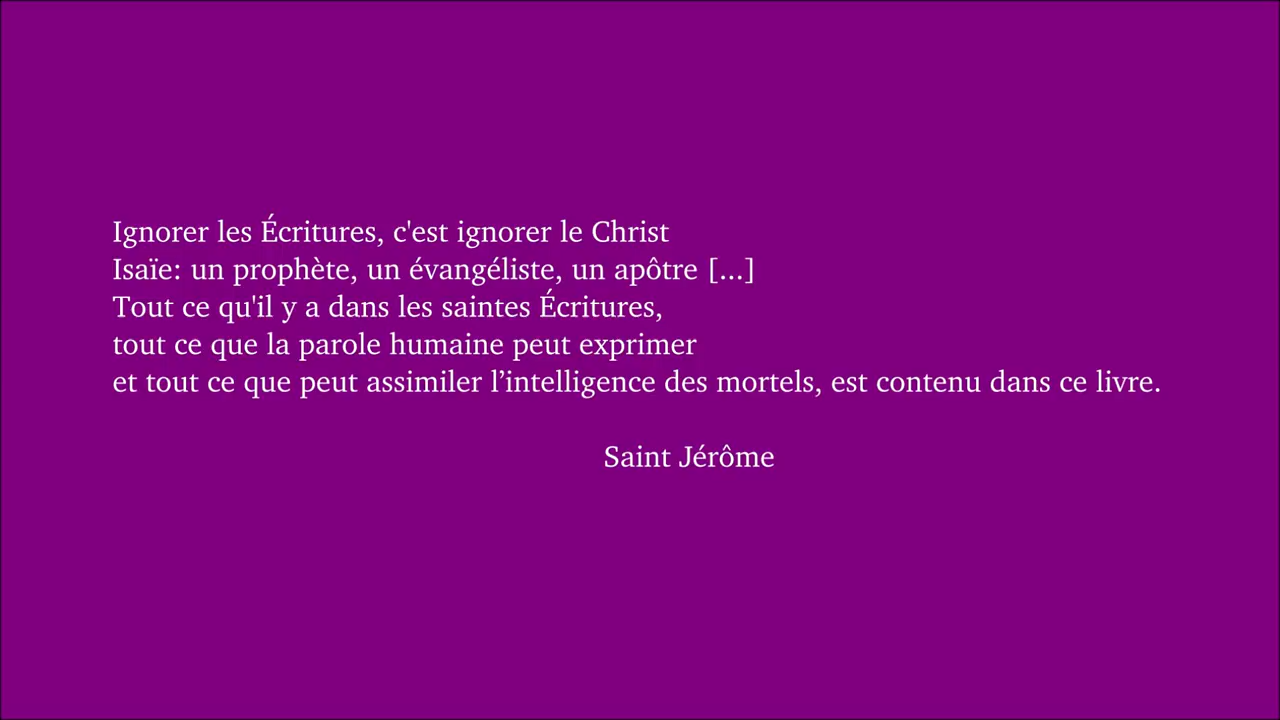 Ignorer les Écritures, c'est ignorer le Christ
Isaïe: un prophète, un évangéliste, un apôtre [...]
Tout ce qu'il y a dans les saintes Écritures,
tout ce que la parole humaine peut exprimer
et tout ce que peut assimiler l’intelligence des mortels, est contenu dans ce livre.
Saint Jérôme